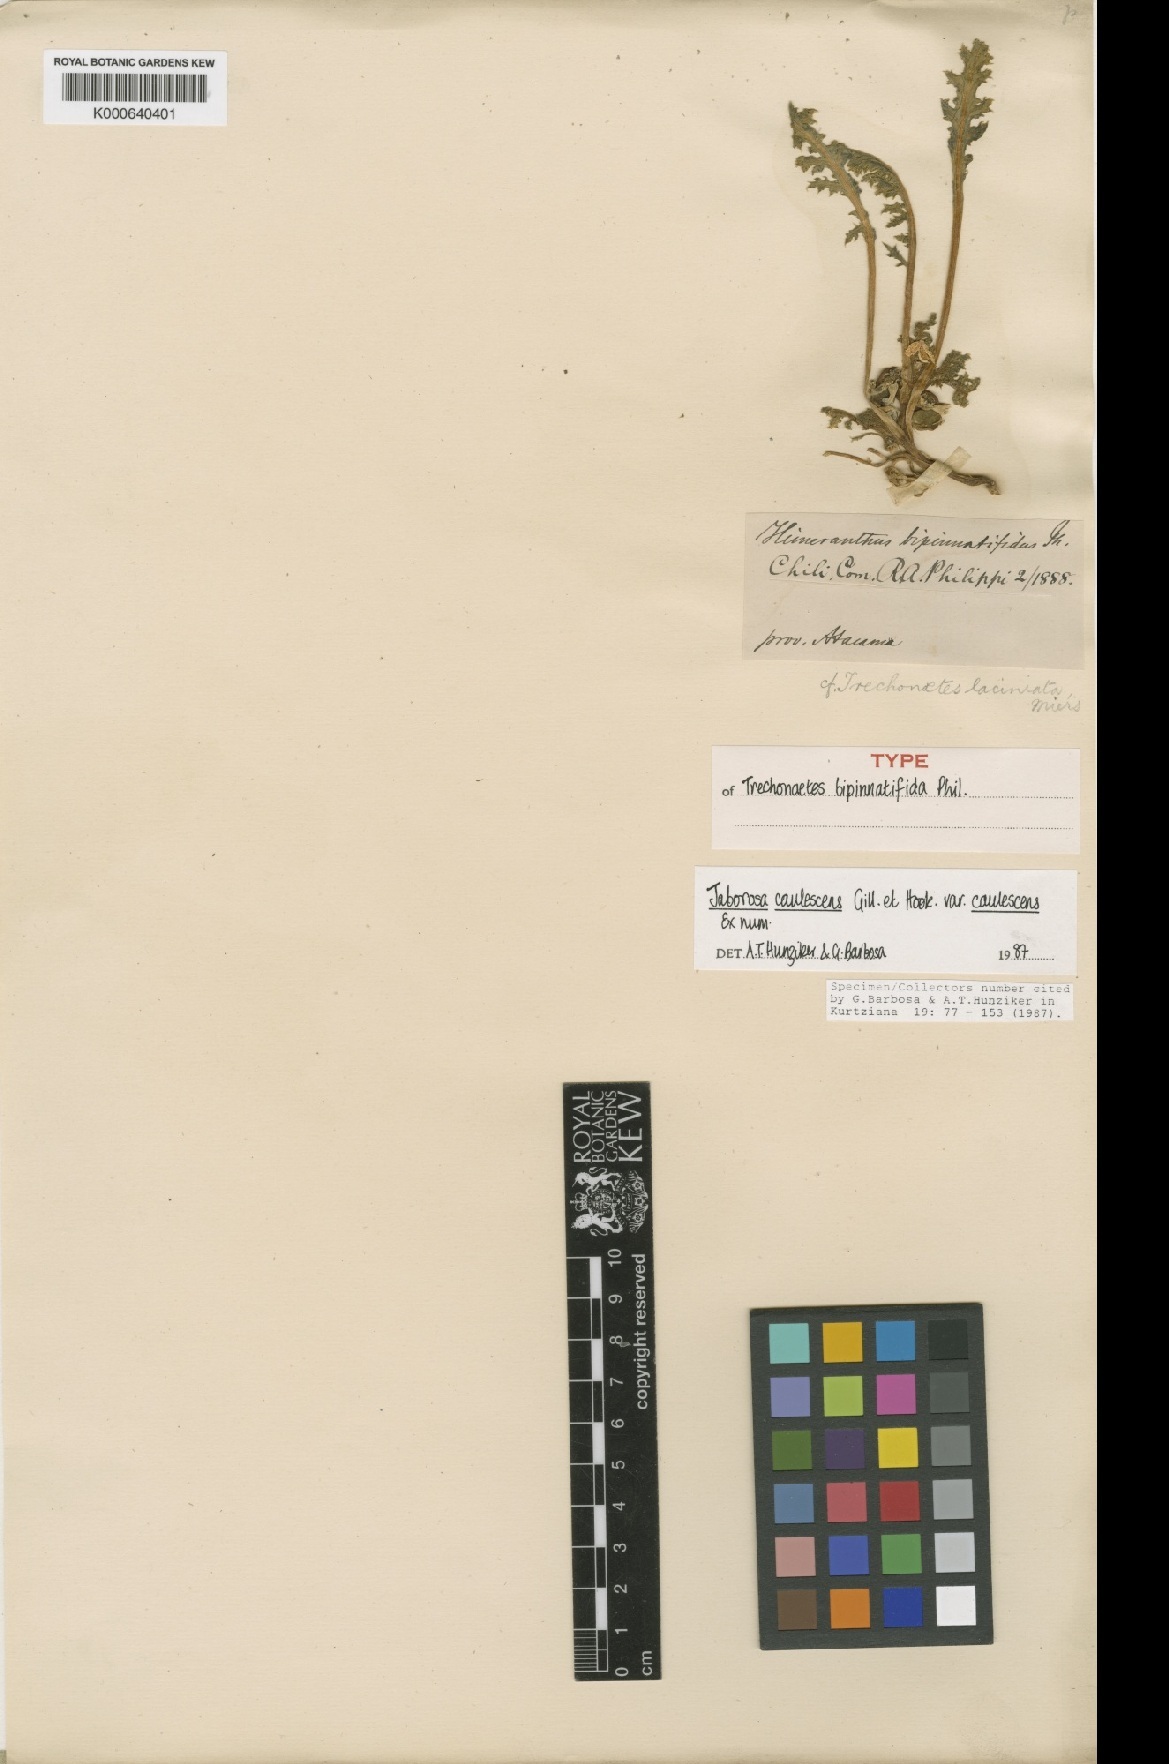 ROYAL BOTANIC GARDENS KEW
K000640401
Himeranthus bipinnatifidus Ph.
Chili. Com. R.A. Philippi 2/1888.
prov. Atacama
cf. Trechonætes laciniata,
Miers
TYPE
of Trechonaetes bipinnatifida Phil.
Jaborosa caulescens Gill. et Hook. var. caulescens
Ex num.
DET. A.T. Hunziker & G. Barbosa 1987
Specimen/Collectors number cited
by G.Barbosa & A.T.Hunziker in
Kurtziana 19: 77 - 153 (1987).
ROYAL
BOTANIC
GARDENS
KEW
copyright reserved
0 1 2 3 4 5 6 7 8 9 10
cm